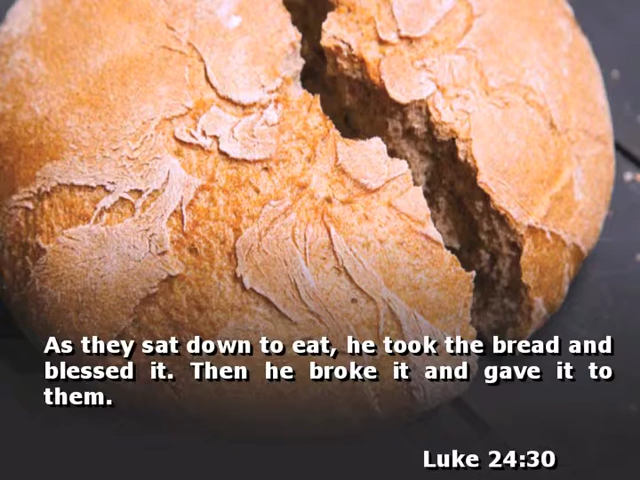 As they sat down to eat, he took the bread and
blessed it. Then he broke it and gave it to
them.
Luke 24:30